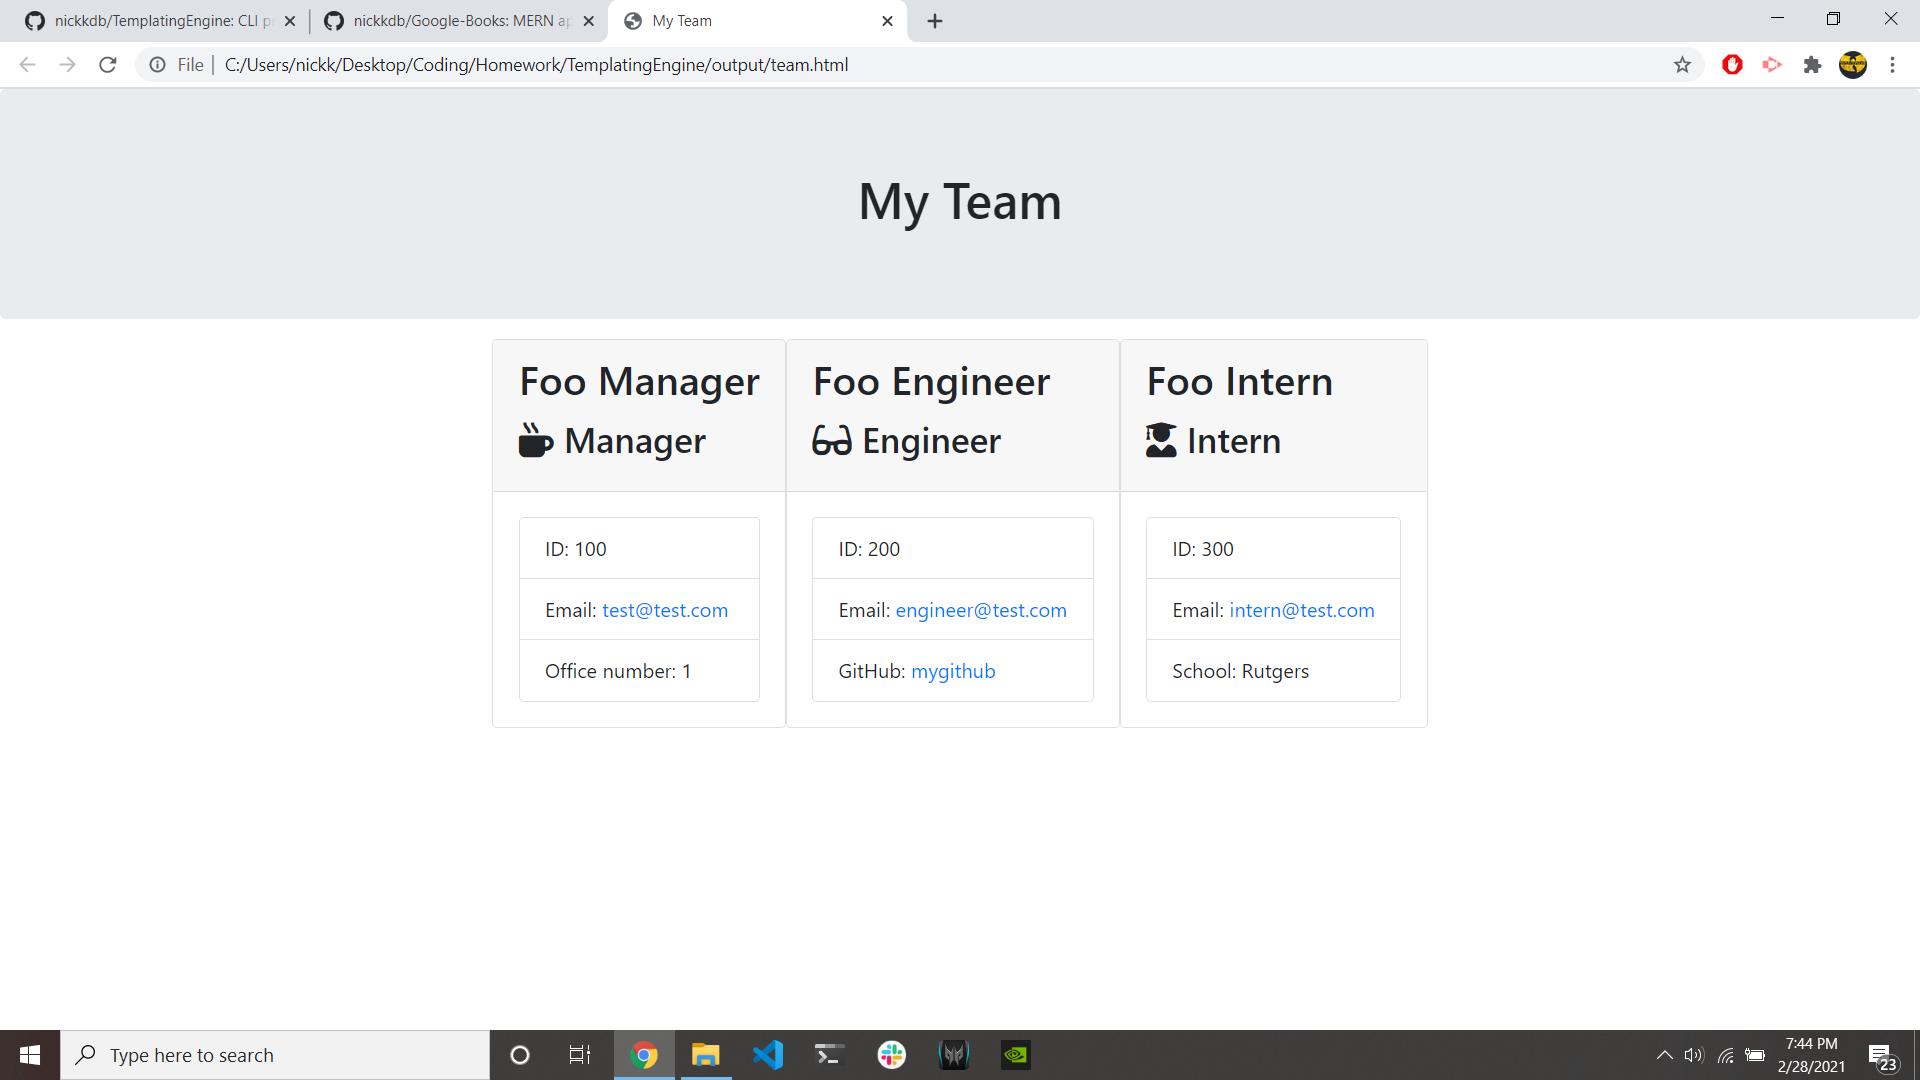 nickkdb/TemplatingEngine: CLI p
nickkdb/Google-Books: MERN ap
My Team
File
C:/Users/nickk/Desktop/Coding/Homework/TemplatingEngine/output/team.html
My Team
Foo Manager
Manager
ID: 100
Email: test@test.com
Office number: 1
Foo Engineer
Engineer
ID: 200
Email: engineer@test.com
GitHub: mygithub
Foo Intern
Intern
ID: 300
Email: intern@test.com
School: Rutgers
Type here to search
7:44 PM
2/28/2021
23